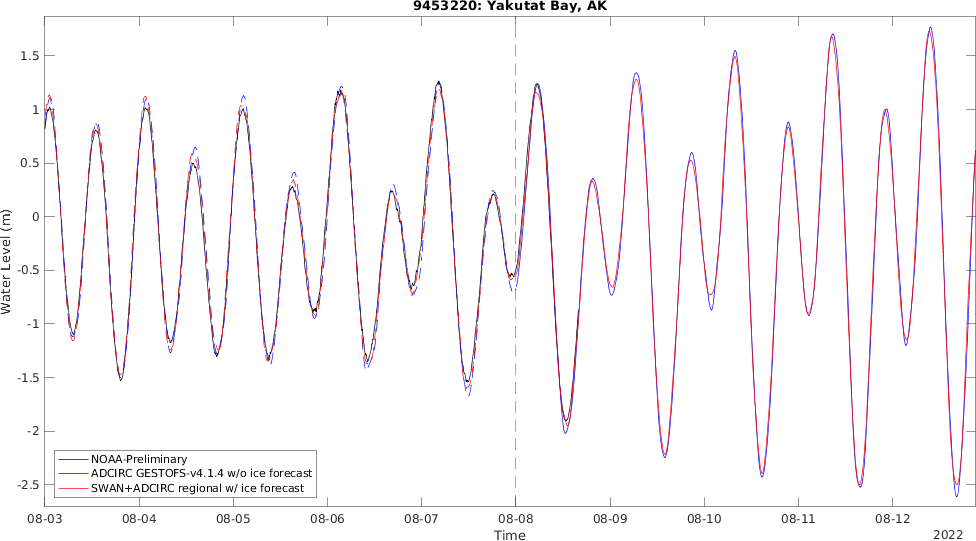 9453220: Yakutat Bay, AK
1.5
1
0.5
0
-0.5
-1
-1.5
-2
-2.5
Water Level (m)
NOAA-Preliminary
ADCIRC GESTOFS-v4.1.4 w/o ice forecast
SWAN+ADCIRC regional w/ ice forecast
08-03 08-04 08-05 08-06 08-07 08-08 08-09 08-10 08-11 08-12
Time
2022